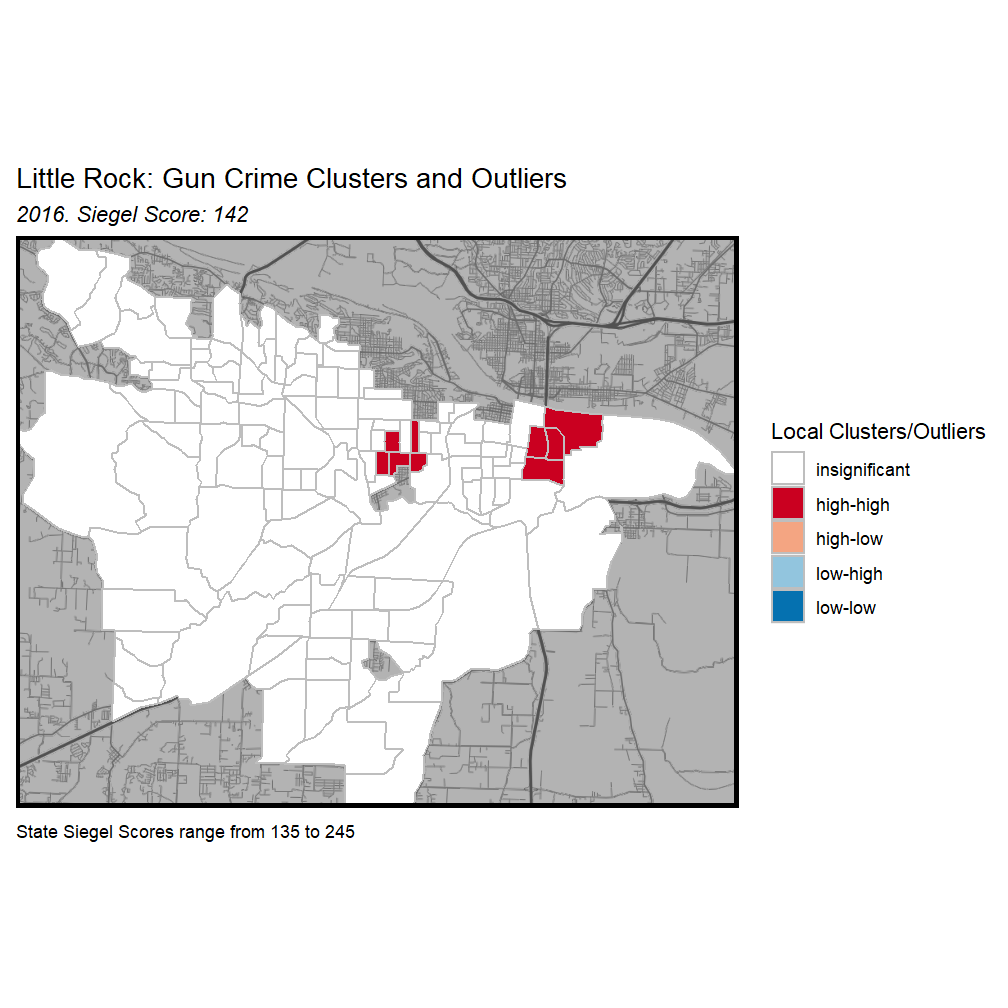 Little Rock: Gun Crime Clusters and Outliers
2016. Siegel Score: 142
Local Clusters/Outliers
insignificant
high-high
high-low
low-high
low-low
State Siegel Scores range from 135 to 245